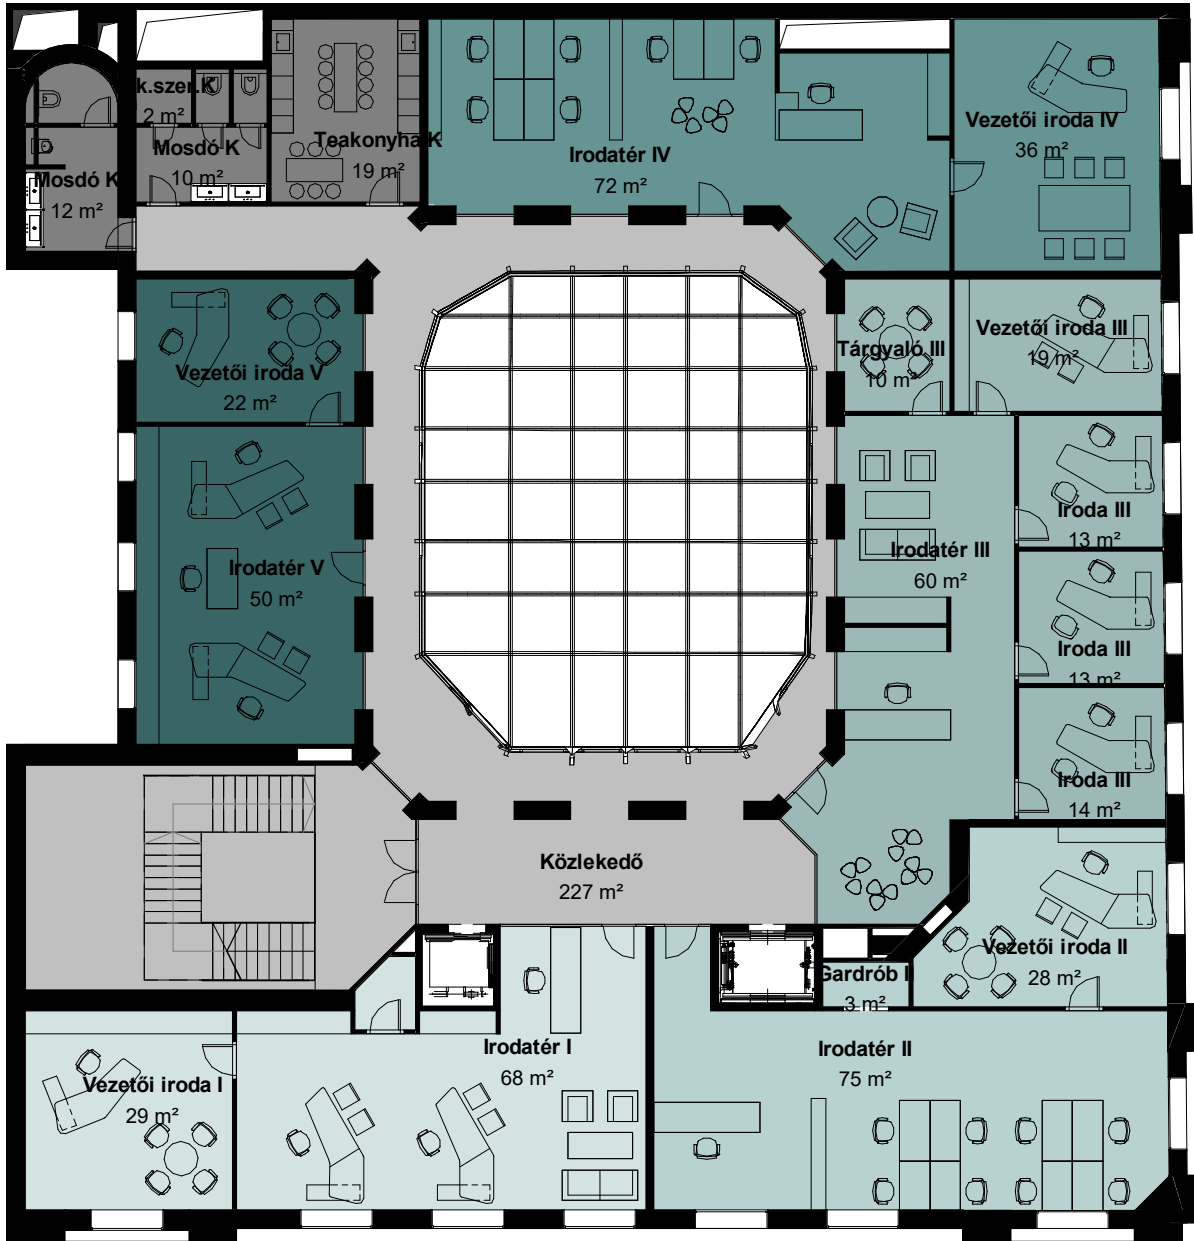 k.szer.K
2 m²
Mosdó K
10 m²
Teakonyha K
19 m²
Mosdó K
12 m²
Irodatér IV
72 m²
Vezetői iroda IV
36 m²
Vezetői iroda V
22 m²
Tárgyaló III
10 m²
Vezetői iroda III
19 m²
Irodatér V
50 m²
Irodatér III
60 m²
Iroda III
13 m²
Iroda III
13 m²
Iroda III
14 m²
Közlekedő
227 m²
Vezetői iroda II
28 m²
Gardrób I
3 m²
Irodatér I
68 m²
Irodatér II
75 m²
Vezetői iroda I
29 m²